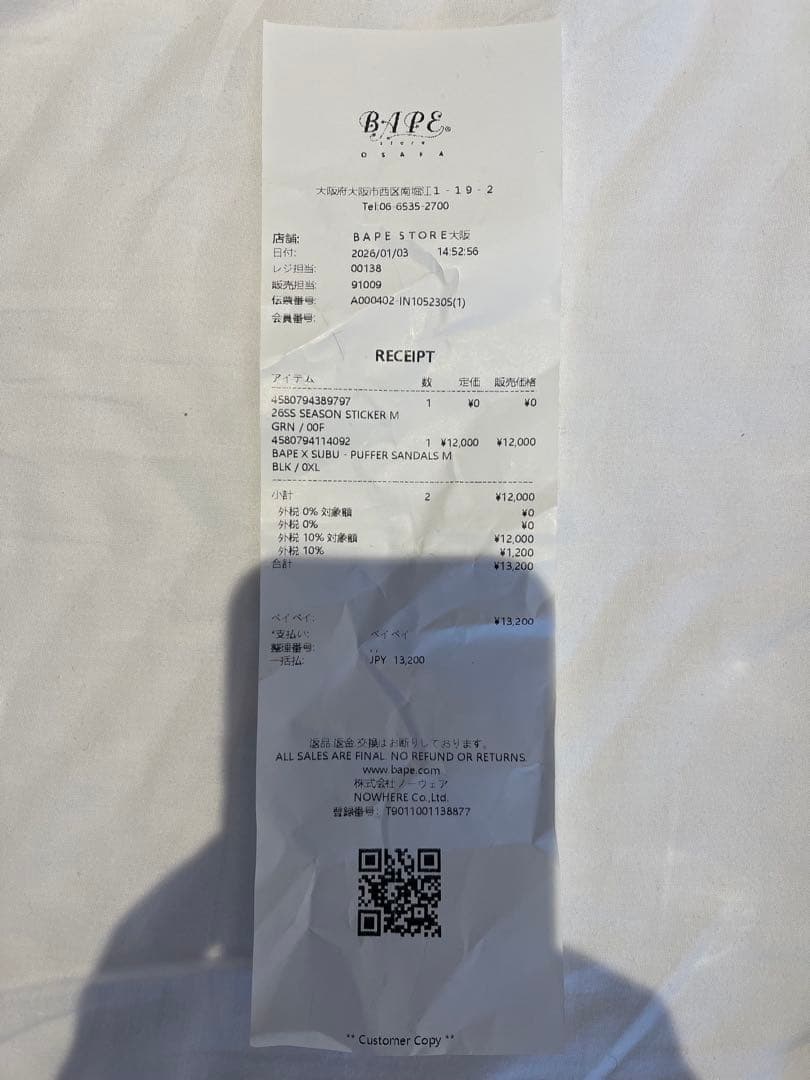 BAPE®
store
OSAKA
大阪府大阪市西区南堀江1-19-2
Tel:06-6535-2700
店舗: BAPE STORE大阪
日付: 2026/01/03 14:52:56
レジ担当: 00138
販売担当: 91009
伝票番号: A000402-IN1052305(1)
会員番号:
RECEIPT
アイテム 数 定価 販売価格
4580794389797 1 ¥0 ¥0
26SS SEASON STICKER M
GRN / 00F
4580794114092 1 ¥12,000 ¥12,000
BAPE X SUBU - PUFFER SANDALS M
BLK / 0XL
小計 2 ¥12,000
外税 0% 対象額 ¥0
外税 0% ¥0
外税 10% 対象額 ¥12,000
外税 10% ¥1,200
合計 ¥13,200
ペイペイ: ¥13,200
*支払い: ペイペイ
整理番号: , ,
一括払: JPY 13,200
返品,返金,交換はお断りしております。
ALL SALES ARE FINAL. NO REFUND OR RETURNS.
www.bape.com
株式会社ノーウェア
NOWHERE Co.,Ltd.
登録番号: T9011001138877
** Customer Copy **